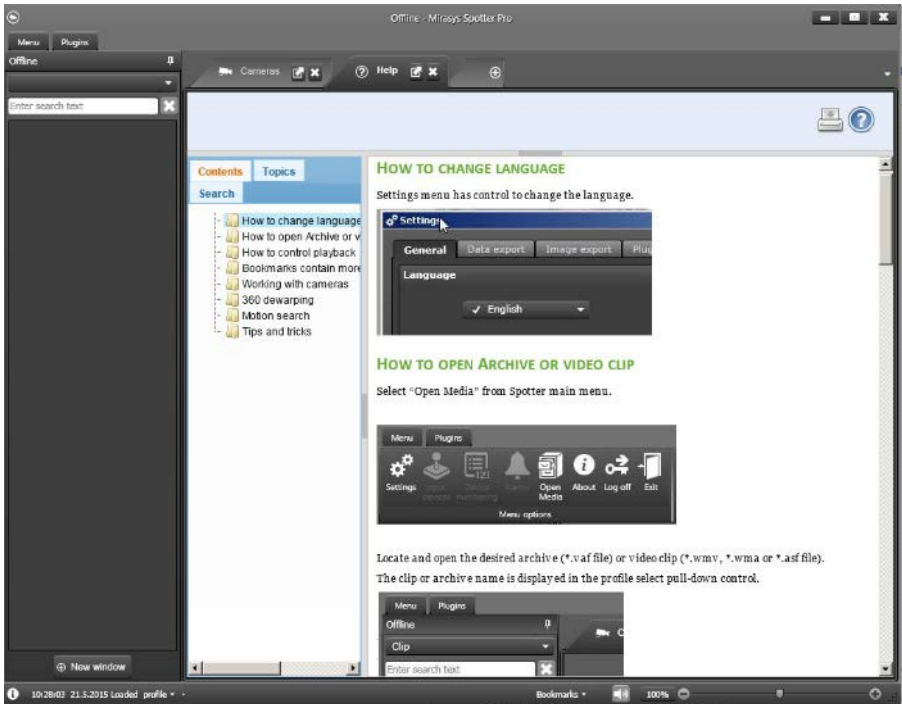 Offline - Mirasys Spotter Pro
Menu Plugins
Offline
Cameras Help
Enter search text
Contents Topics
Search
How to change language
How to open Archive or v
How to control playback
Bookmarks contain more
Working with cameras
360 dewarping
Motion search
Tips and tricks
HOW TO CHANGE LANGUAGE
Settings menu has control to change the language.
Settings
General Data export Image export Plug
Language
English
HOW TO OPEN ARCHIVE OR VIDEO CLIP
Select "Open Media" from Spotter main menu.
Menu Plugins
Settings Open Media About Log off Exit
Menu options
Locate and open the desired archive (*.vaf file) or video clip (*.wmv, *.wma or *.asf file).
The clip or archive name is displayed in the profile select pull-down control.
Menu Plugins
Offline
C
Clip
Enter search text
New window
10:28:03 21.5.2015 Loaded profile
Bookmarks 100%